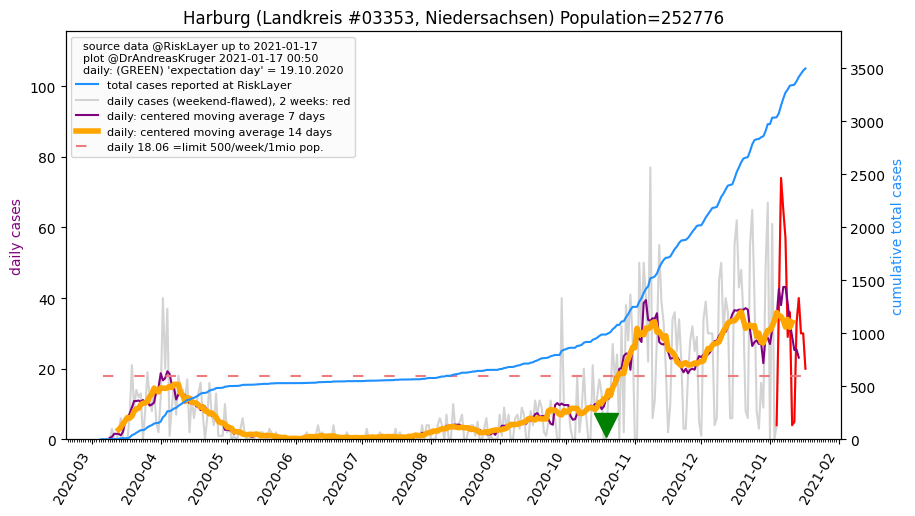 Harburg (Landkreis #03353, Niedersachsen) Population=252776
source data @RiskLayer up to 2021-01-17
plot @DrAndreasKruger 2021-01-17 00:50
daily: (GREEN) 'expectation day' = 19.10.2020
total cases reported at RiskLayer
daily cases (weekend-flawed), 2 weeks: red
daily: centered moving average 7 days
daily: centered moving average 14 days
daily 18.06 =limit 500/week/1mio pop.
daily cases
100
80
60
40
20
0
cumulative total cases
3500
3000
2500
2000
1500
1000
500
0
2020-03
2020-04
2020-05
2020-06
2020-07
2020-08
2020-09
2020-10
2020-11
2020-12
2021-01
2021-02